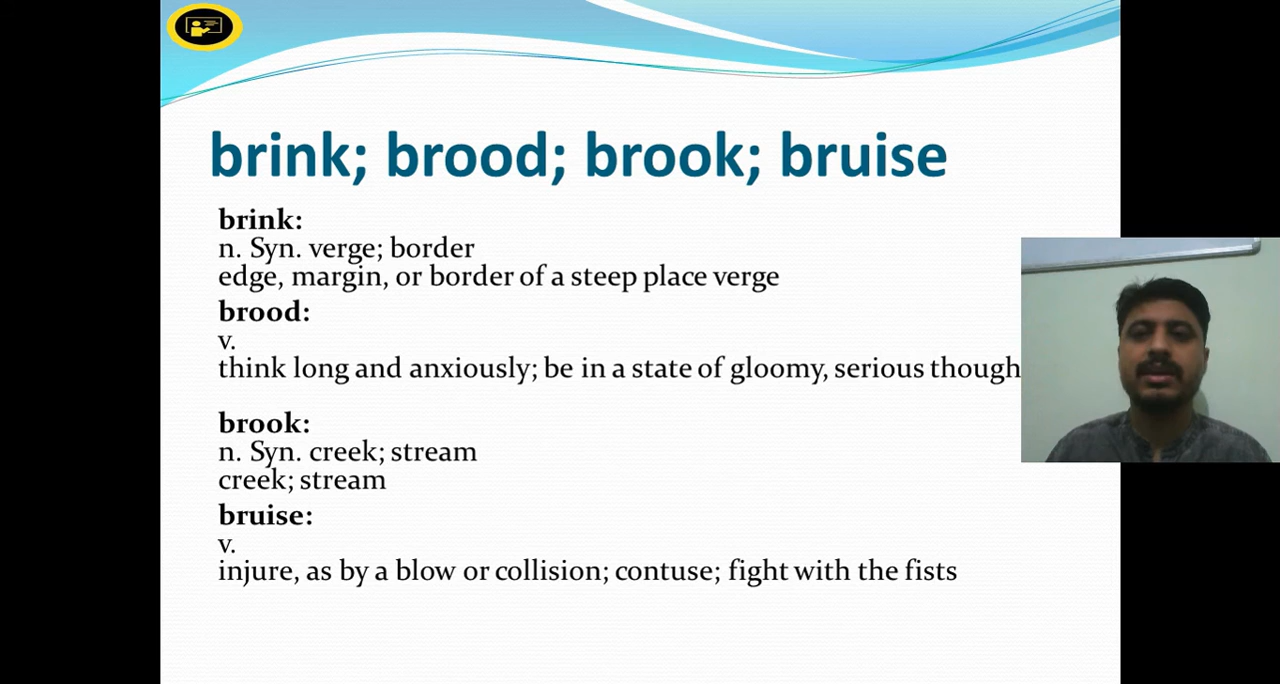 brink; brood; brook; bruise
brink:
n. Syn. verge; border
edge, margin, or border of a steep place verge
brood:
v.
think long and anxiously; be in a state of gloomy, serious though
brook:
n. Syn. creek; stream
creek; stream
bruise:
v.
injure, as by a blow or collision; contuse; fight with the fists